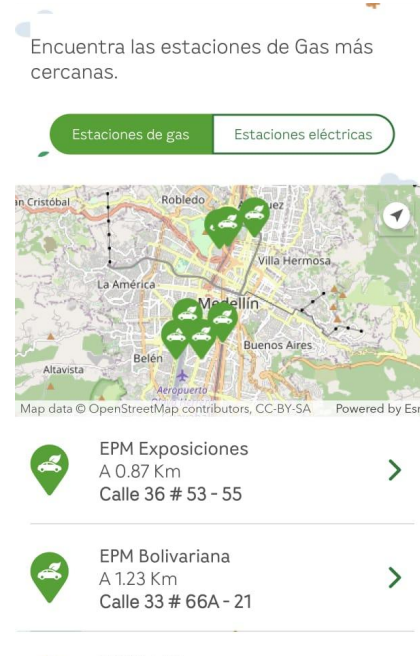 Encuentra las estaciones de Gas más
cercanas.
Estaciones de gas
Estaciones eléctricas
Cristóbal
Robledo
Villa Hermosa
La América
Medellín
Buenos Aires
Belén
Altavista
Aeropuerto
Map data © OpenStreetMap contributors, CC-BY-SA
Powered by Esr
EPM Exposiciones
A 0.87 Km
Calle 36 # 53 - 55
EPM Bolivariana
A 1.23 Km
Calle 33 # 66A - 21